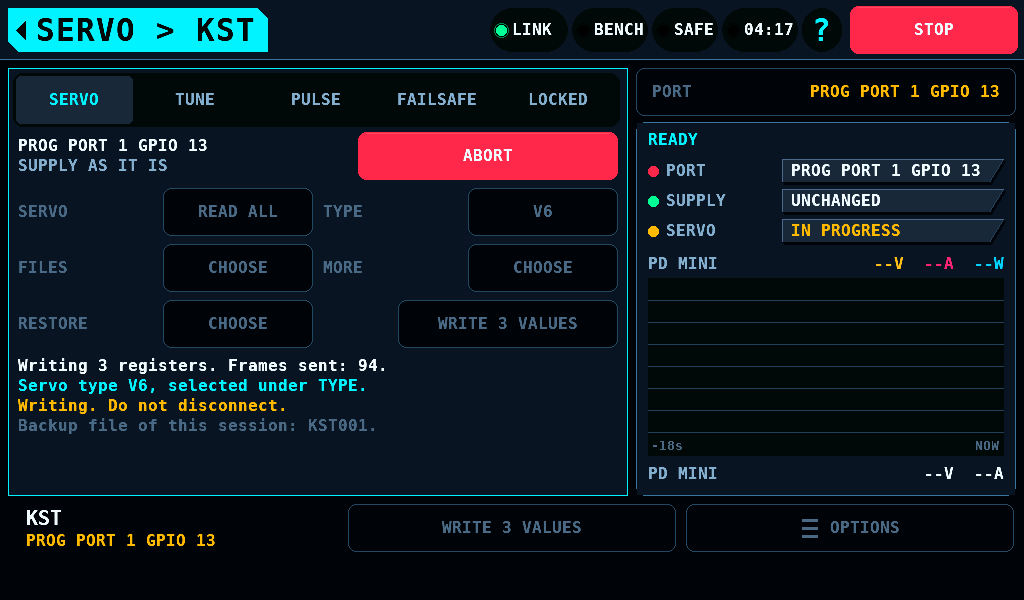 SERVO > KST
LINK
BENCH
SAFE
04:17
?
STOP
SERVO
TUNE
PULSE
FAILSAFE
LOCKED
PROG PORT 1 GPIO 13
SUPPLY AS IT IS
ABORT
SERVO
READ ALL
TYPE
V6
FILES
CHOOSE
MORE
CHOOSE
RESTORE
CHOOSE
WRITE 3 VALUES
Writing 3 registers. Frames sent: 94.
Servo type V6, selected under TYPE.
Writing. Do not disconnect.
Backup file of this session: KST001.
PORT
PROG PORT 1 GPIO 13
READY
PORT
PROG PORT 1 GPIO 13
SUPPLY
UNCHANGED
SERVO
IN PROGRESS
PD MINI
--V
--A
--W
-18s
NOW
PD MINI
--V
--A
KST
PROG PORT 1 GPIO 13
WRITE 3 VALUES
OPTIONS